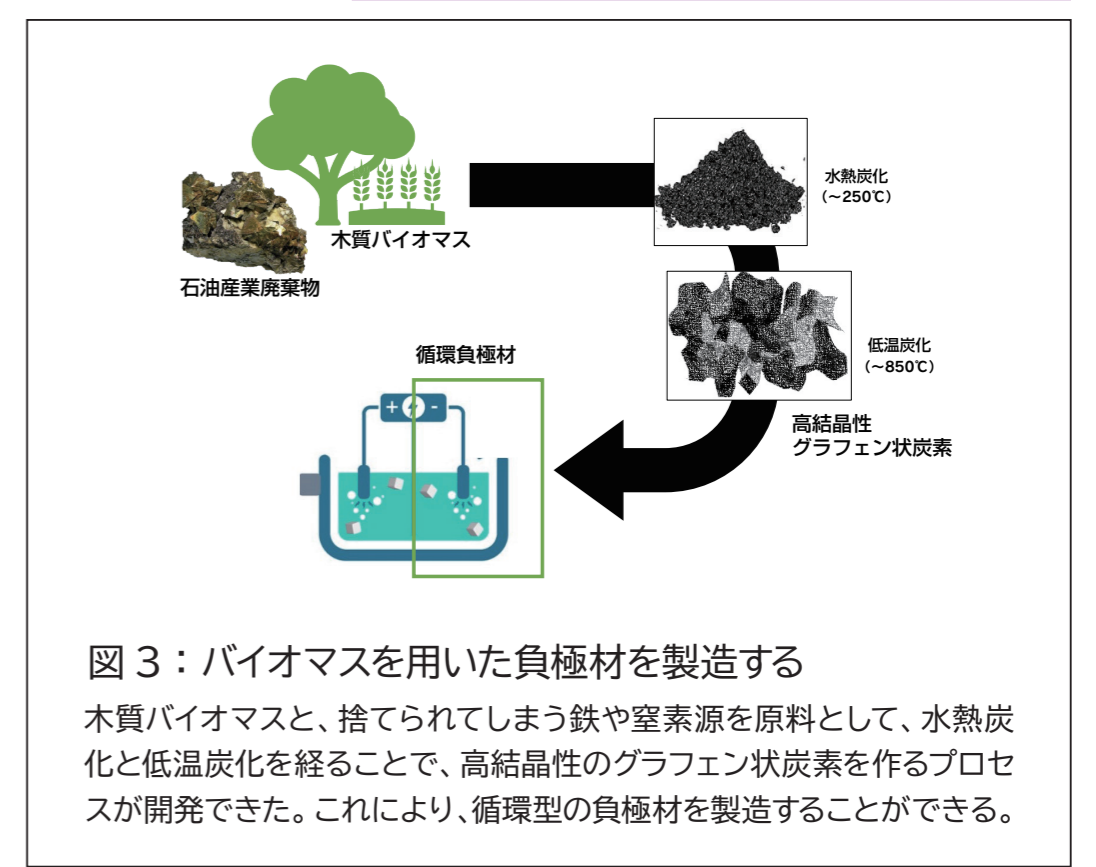 木質バイオマス
石油産業廃棄物
水熱炭化
(~250℃)
低温炭化
(~850℃)
高結晶性
グラフェン状炭素
循環負極材
+ -
図3:バイオマスを用いた負極材を製造する
木質バイオマスと、捨てられてしまう鉄や窒素源を原料として、水熱炭
化と低温炭化を経ることで、高結晶性のグラフェン状炭素を作るプロセ
スが開発できた。これにより、循環型の負極材を製造することができる。